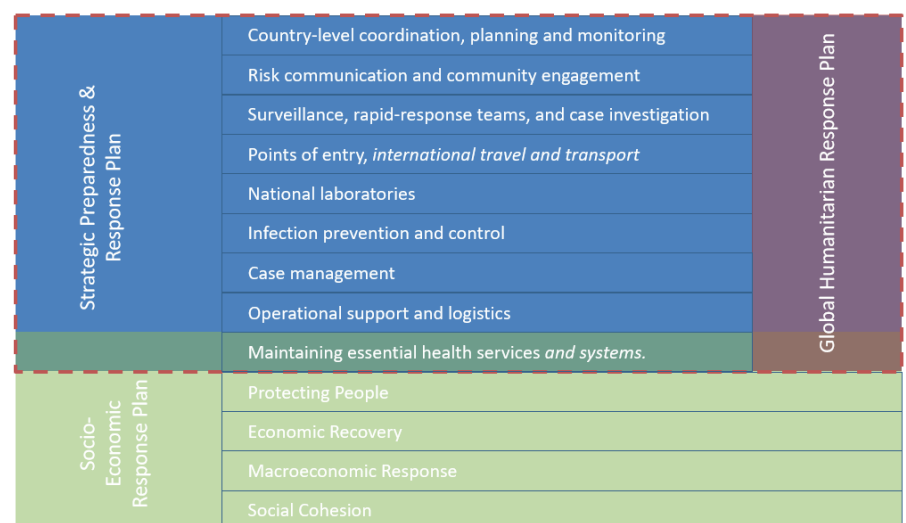 Strategic Preparedness &
Response Plan
Country-level coordination, planning and monitoring
Risk communication and community engagement
Surveillance, rapid-response teams, and case investigation
Points of entry, international travel and transport
National laboratories
Infection prevention and control
Case management
Operational support and logistics
Maintaining essential health services and systems.
Global Humanitarian Response Plan
Socio-
Economic
Response Plan
Protecting People
Economic Recovery
Macroeconomic Response
Social Cohesion